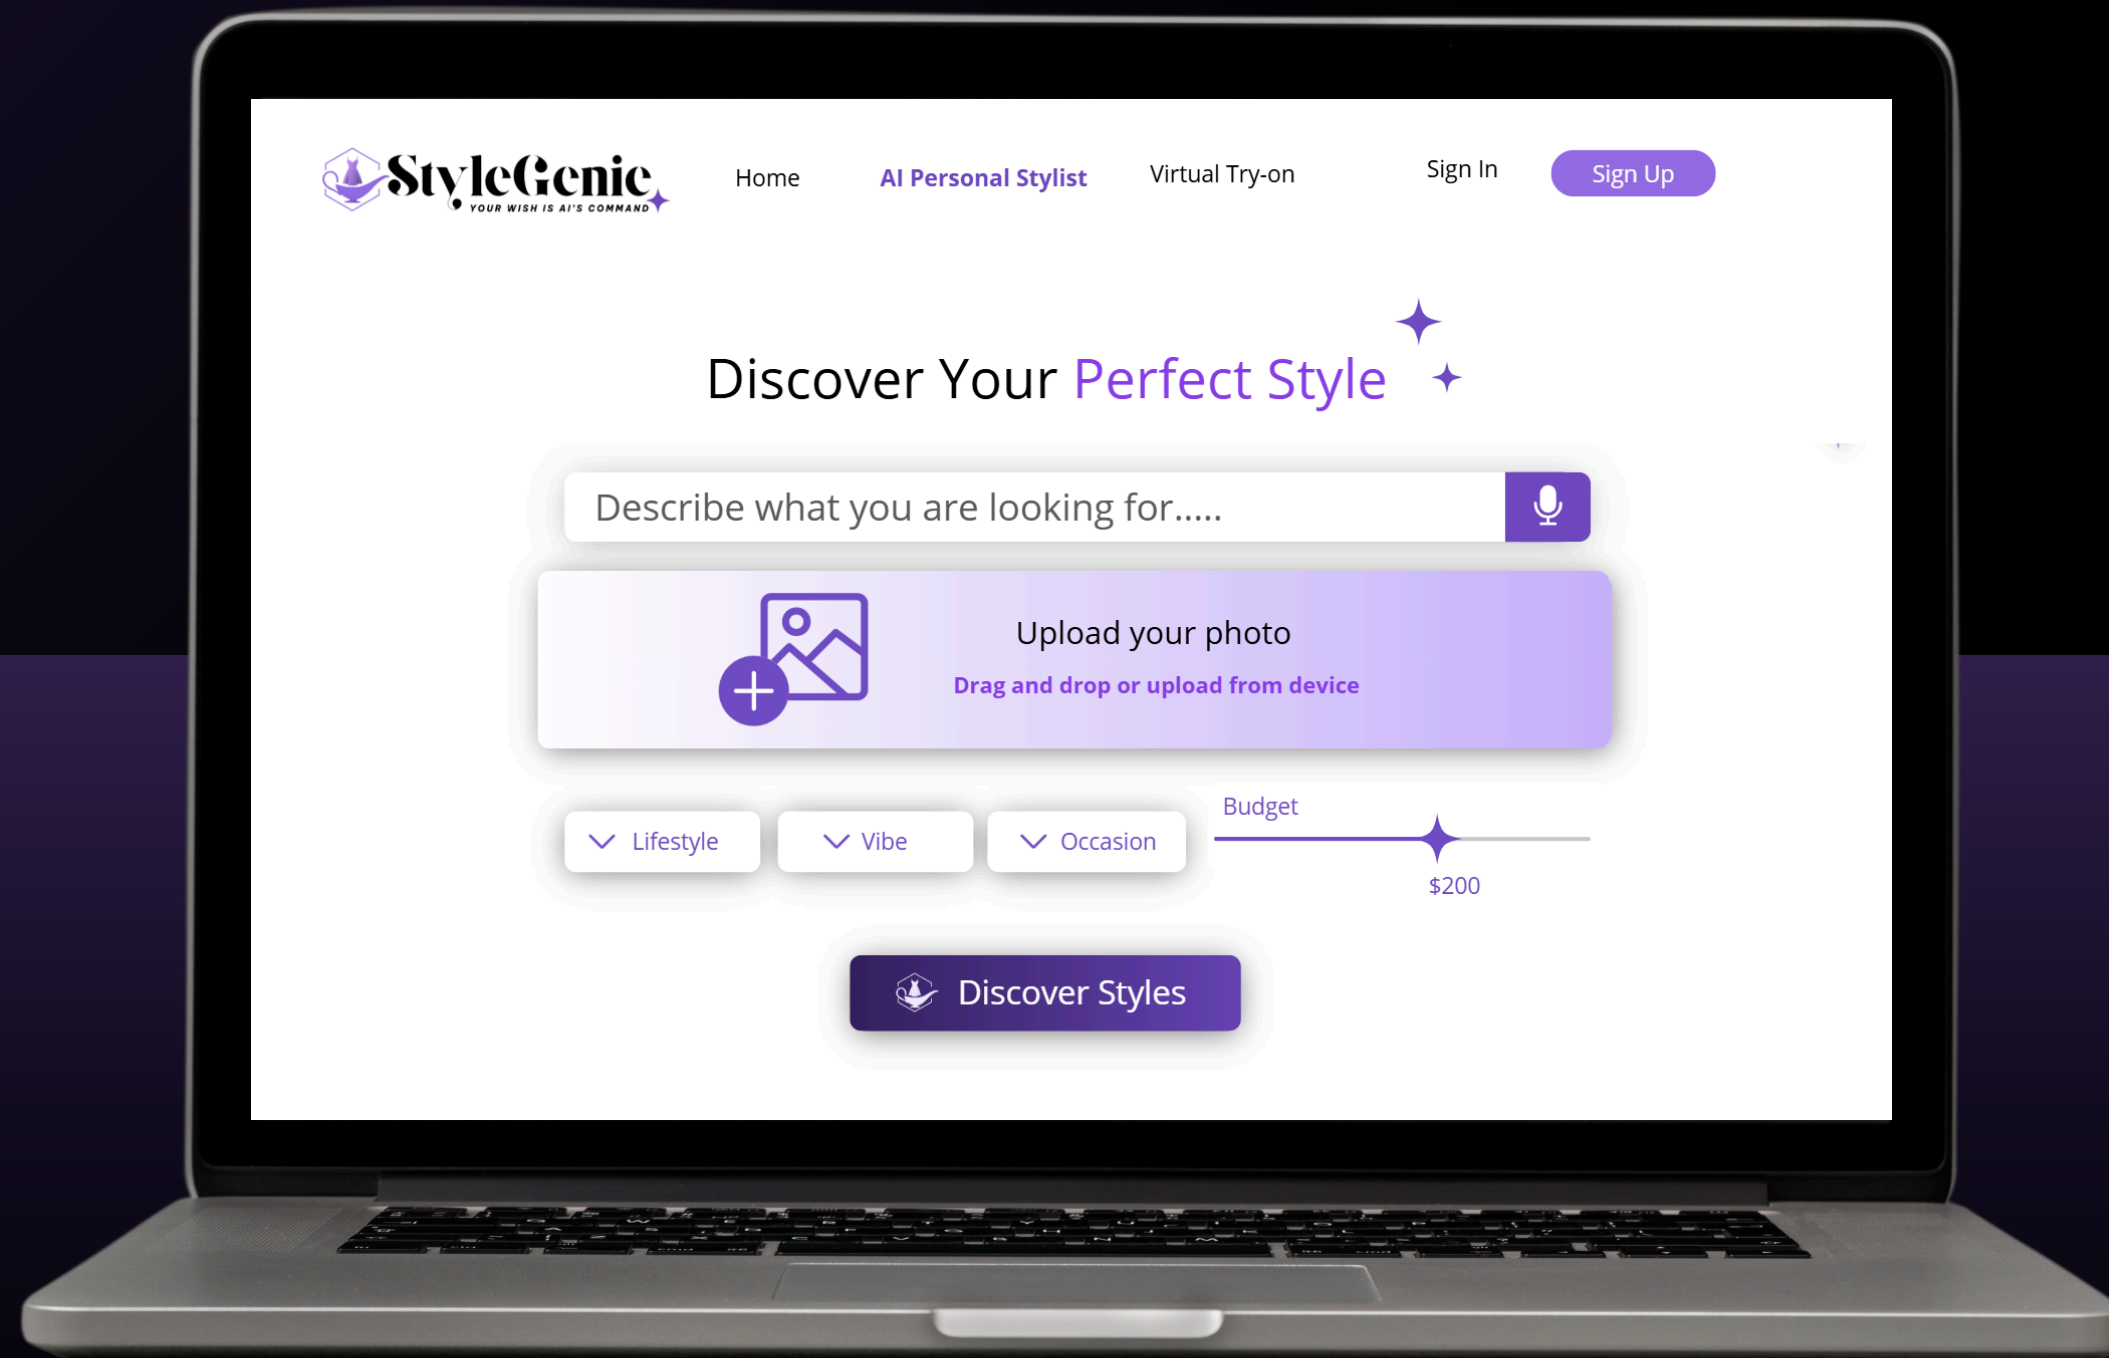 StyleGenie
YOUR WISH IS AI'S COMMAND
Home
AI Personal Stylist
Virtual Try-on
Sign In
Sign Up
Discover Your Perfect Style
Describe what you are looking for.....
Upload your photo
Drag and drop or upload from device
Lifestyle
Vibe
Occasion
Budget
$200
Discover Styles